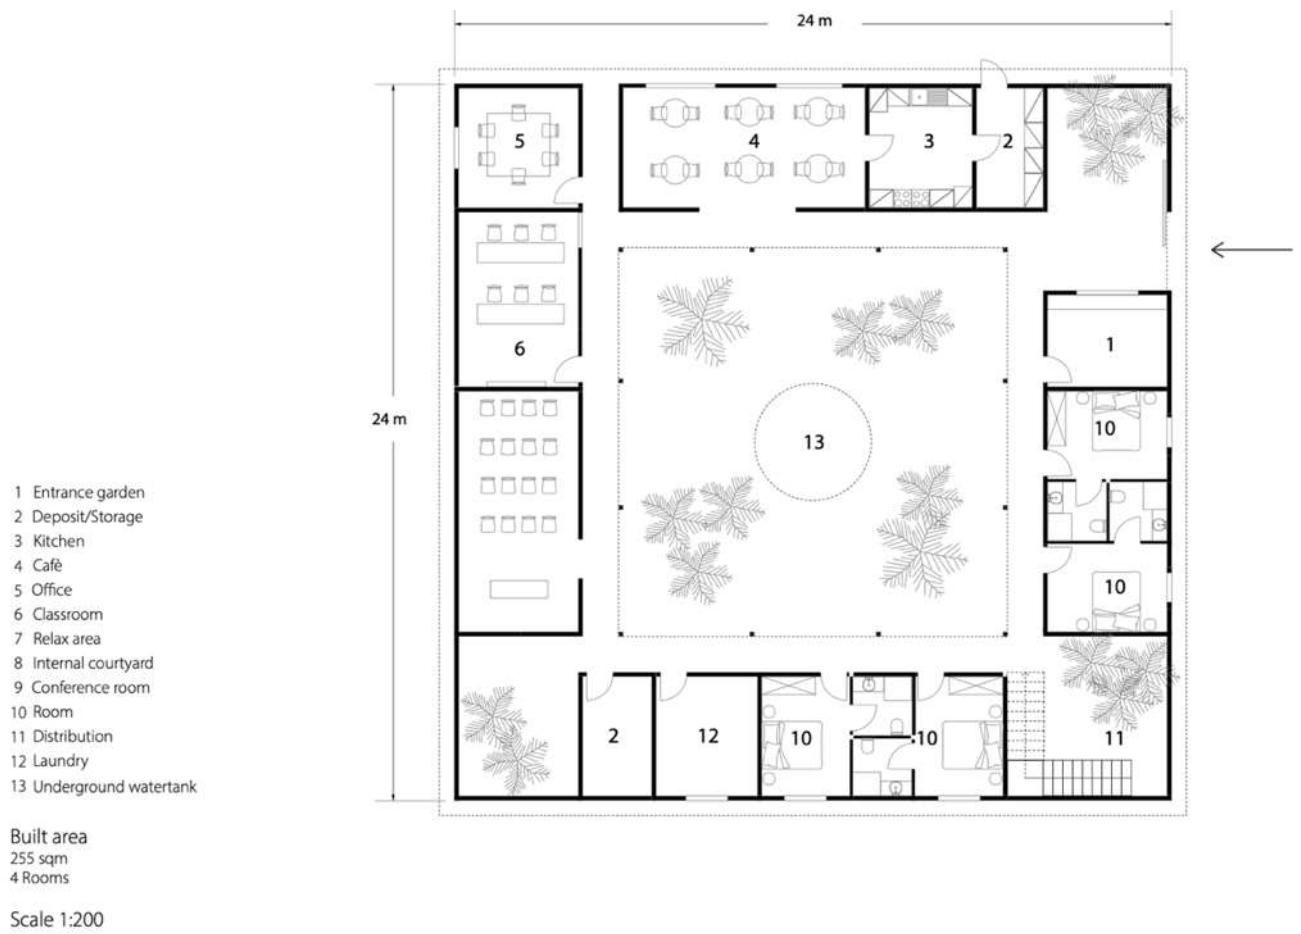 24 m
5
4
3
2
1
6
24 m
10
13
10
2
12
10
10
11
1 Entrance garden
2 Deposit/Storage
3 Kitchen
4 Cafè
5 Office
6 Classroom
7 Relax area
8 Internal courtyard
9 Conference room
10 Room
11 Distribution
12 Laundry
13 Underground watertank
Built area
255 sqm
4 Rooms
Scale 1:200